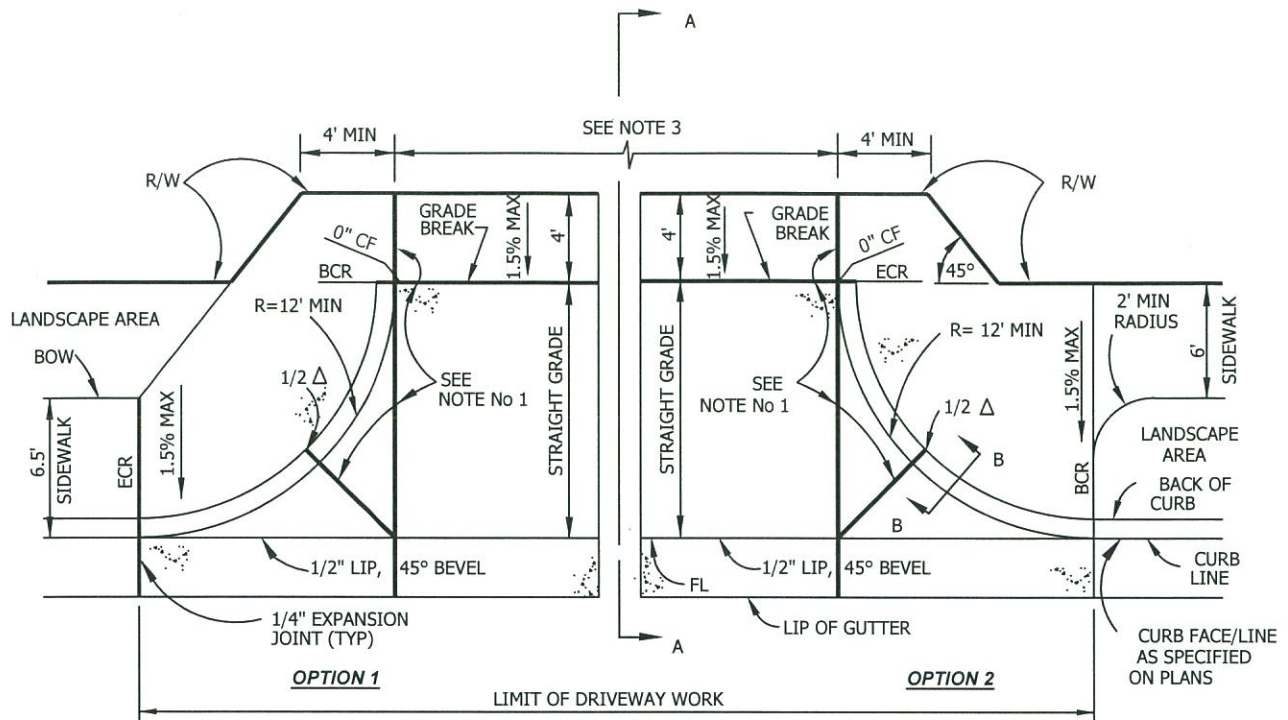 A
SEE NOTE 3
4' MIN
4' MIN
R/W
R/W
GRADE
BREAK
1.5% MAX
4'
4'
1.5% MAX
GRADE
BREAK
0" CF
0" CF
BCR
ECR
45°
R=12' MIN
R= 12' MIN
2' MIN
RADIUS
LANDSCAPE AREA
BOW
6'
SIDEWALK
1/2 Δ
SEE
NOTE No 1
STRAIGHT GRADE
STRAIGHT GRADE
SEE
NOTE No 1
1/2 Δ
1.5% MAX
6.5'
SIDEWALK
ECR
1.5% MAX
B
B
BCR
LANDSCAPE
AREA
BACK OF
CURB
1/2" LIP,
45° BEVEL
FL
1/2" LIP,
45° BEVEL
CURB
LINE
1/4" EXPANSION
JOINT (TYP)
LIP OF GUTTER
A
CURB FACE/LINE
AS SPECIFIED
ON PLANS
OPTION 1
OPTION 2
LIMIT OF DRIVEWAY WORK